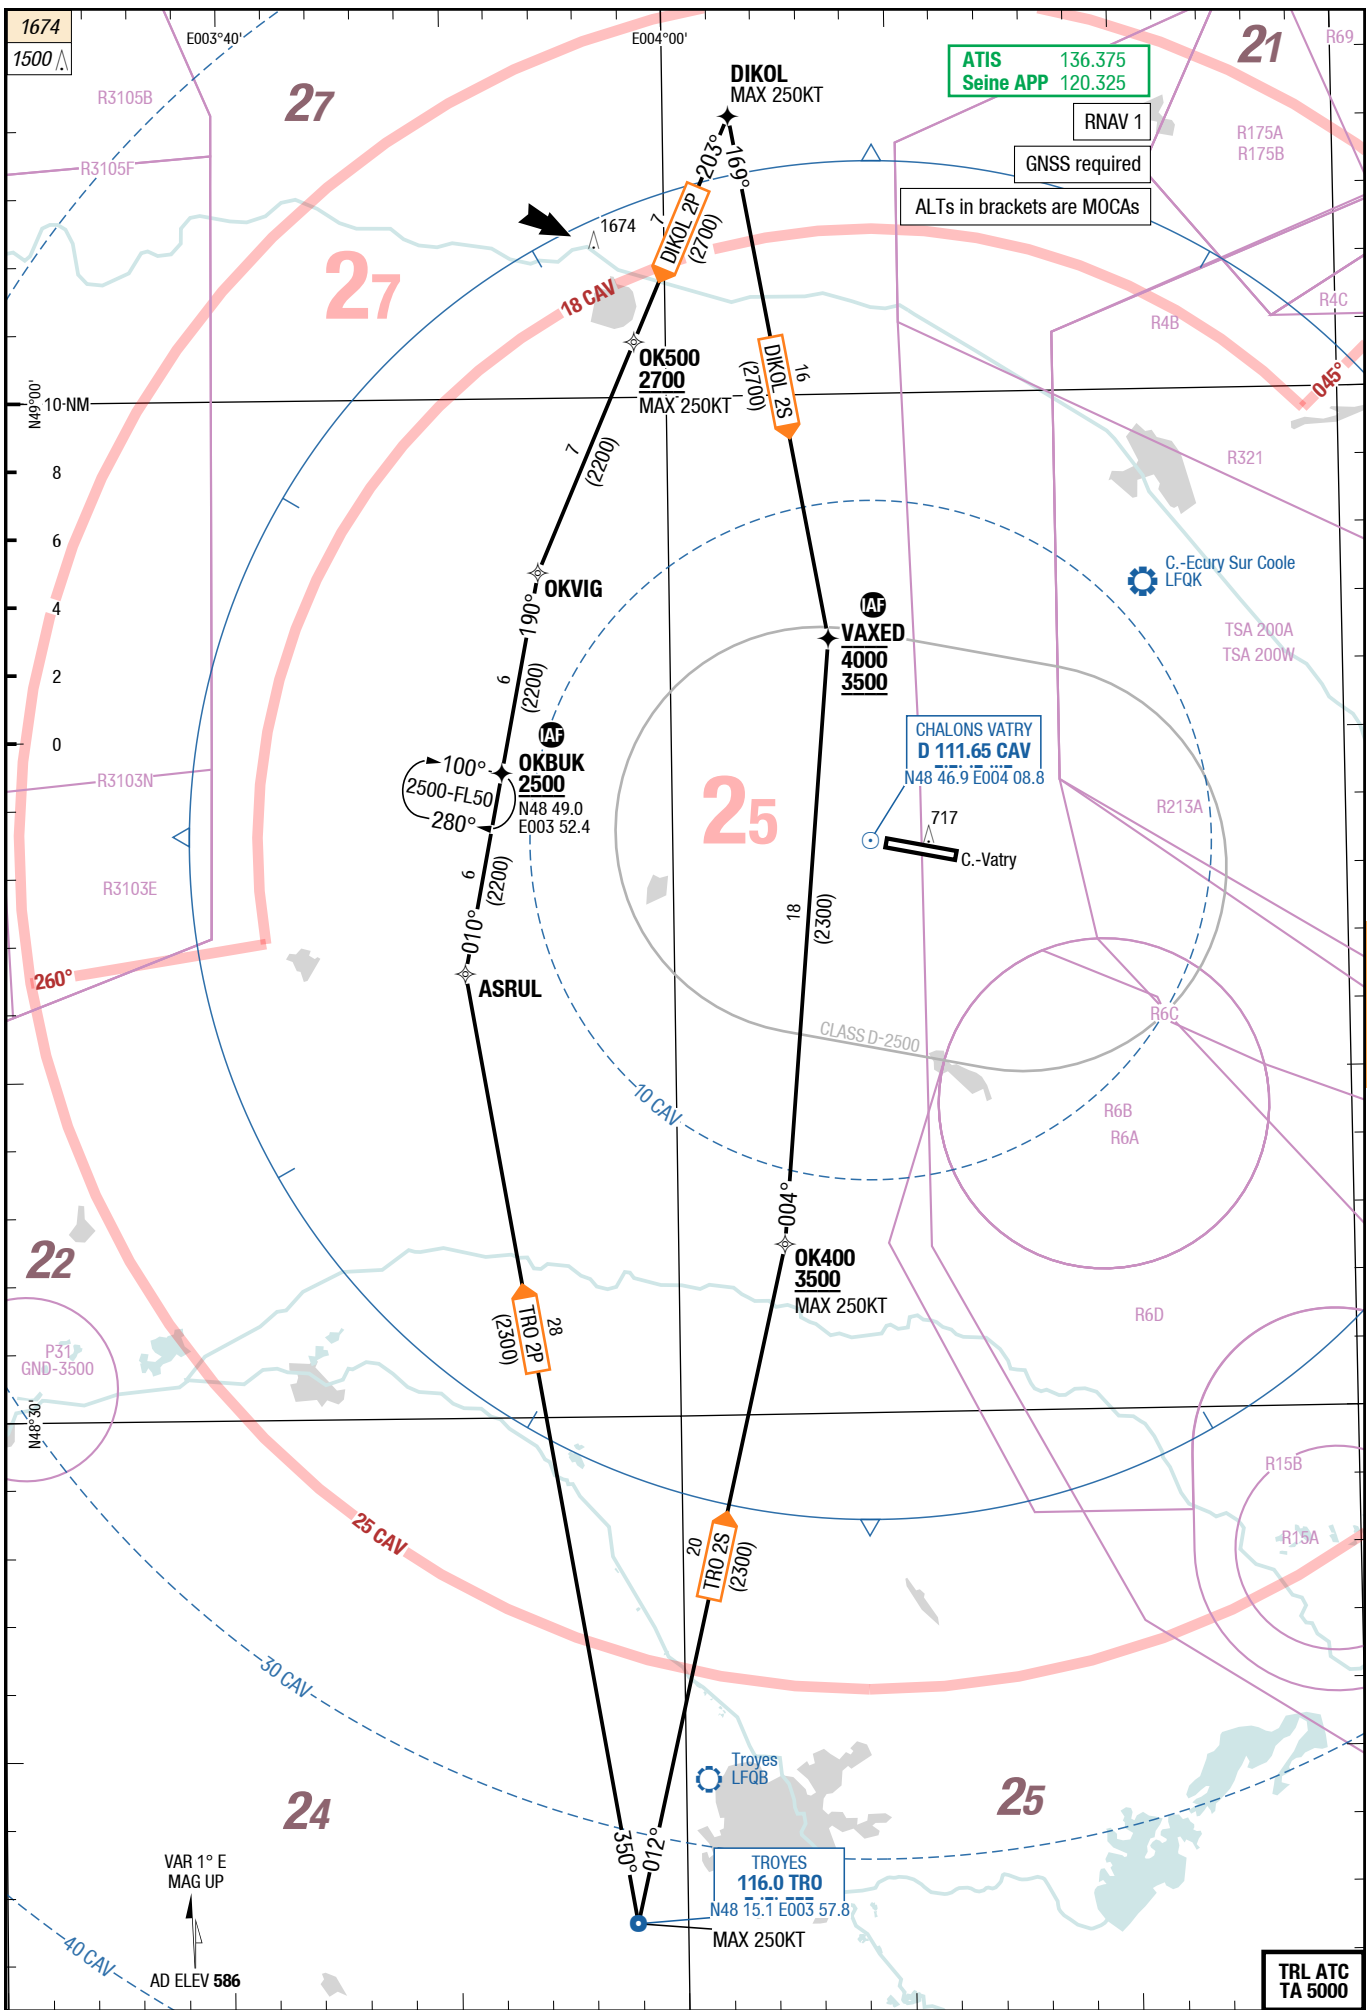 1674
1500
E003°40'
E004°00'
27
21
R69
R3105B
R3105F
DIKOL
MAX 250KT
ATIS 136.375
Seine APP 120.325
RNAV 1
GNSS required
ALTs in brackets are MOCAs
R175A
R175B
203°
169°
7
DIKOL 2P
(2700)
1674
27
18 CAV
R4C
R4B
OK500
2700
MAX 250KT
16
DIKOL 2S
(2700)
045°
N49°00'
10-NM
8
6
4
2
0
7
(2200)
R321
OKVIG
C.-Ecury Sur Coole
LFQK
190°
6
(2200)
IAF
VAXED
4000
3500
TSA 200A
TSA 200W
IAF
OKBUK
2500
N48 49.0
E003 52.4
100°
2500-FL50
280°
CHALONS VATRY
D 111.65 CAV
N48 46.9 E004 08.8
R3103N
25
717
C.-Vatry
R213A
R3103E
6
(2200)
18
(2300)
010°
260°
ASRUL
R6C
CLASS D-2500
10 CAV
R6B
R6A
004°
22
OK400
3500
MAX 250KT
R6D
28
TRO 2P
(2300)
P31
GND-3500
N48°30'
R15B
R15A
25 CAV
20
TRO 2S
(2300)
30 CAV
Troyes
LFQB
24
25
350°
012°
TROYES
116.0 TRO
N48 15.1 E003 57.8
MAX 250KT
VAR 1° E
MAG UP
AD ELEV 586
40 CAV
TRL ATC
TA 5000